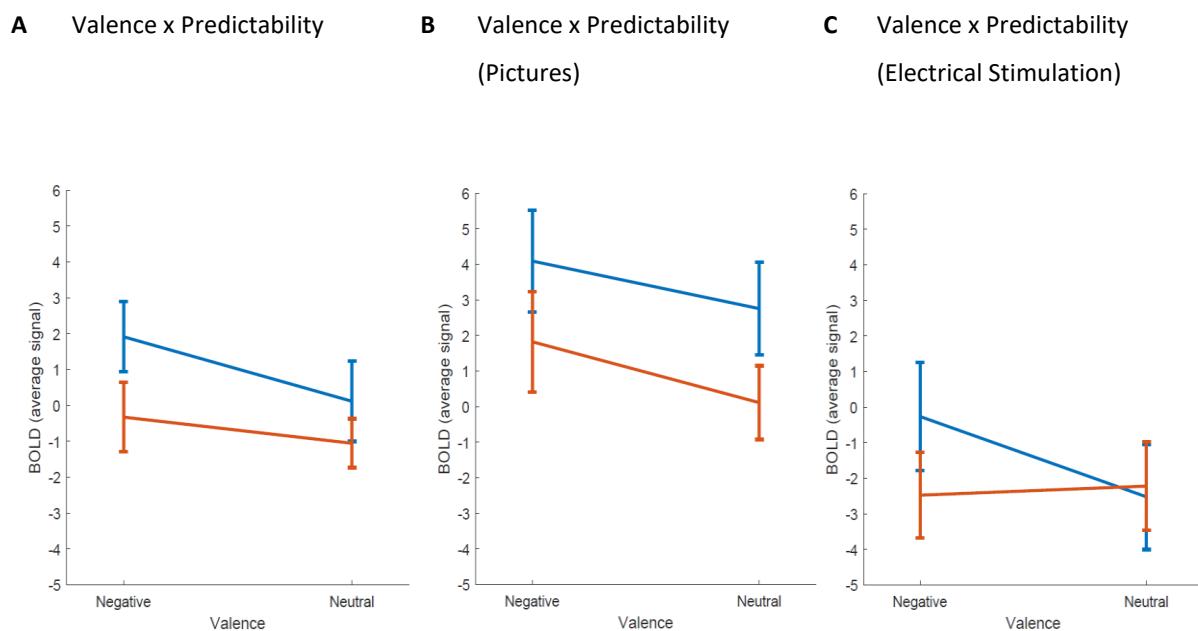 A Valence x Predictability
B Valence x Predictability
(Pictures)
C Valence x Predictability
(Electrical Stimulation)
6
5
4
3
2
1
0
-1
-2
-3
-4
-5
BOLD (average signal)
Negative
Neutral
Valence
6
5
4
3
2
1
0
-1
-2
-3
-4
-5
BOLD (average signal)
Negative
Neutral
Valence
6
5
4
3
2
1
0
-1
-2
-3
-4
-5
BOLD (average signal)
Negative
Neutral
Valence